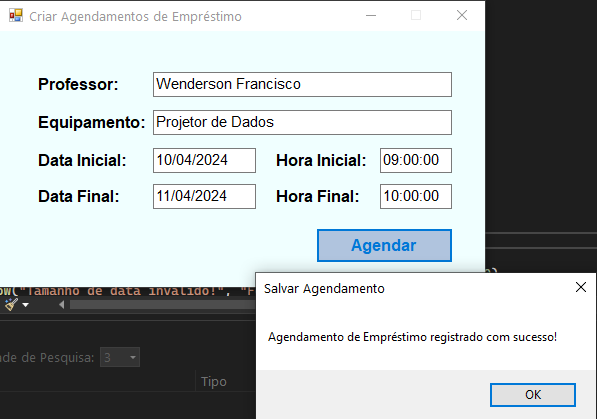 Criar Agendamentos de Empréstimo
Professor: Wenderson Francisco
Equipamento: Projetor de Dados
Data Inicial: 10/04/2024 Hora Inicial: 09:00:00
Data Final: 11/04/2024 Hora Final: 10:00:00
Agendar
ow("Tamanho de data inválido!", "F
Salvar Agendamento
Agendamento de Empréstimo registrado com sucesso!
OK
de de Pesquisa: 3
Tipo